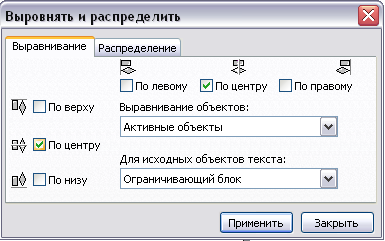 Выровнять и распределить
Выравнивание
Распределение
По левому
По центру
По правому
По верху
Выравнивание объектов:
Активные объекты
По центру
Для исходных объектов текста:
Ограничивающий блок
По низу
Применить
Закрыть